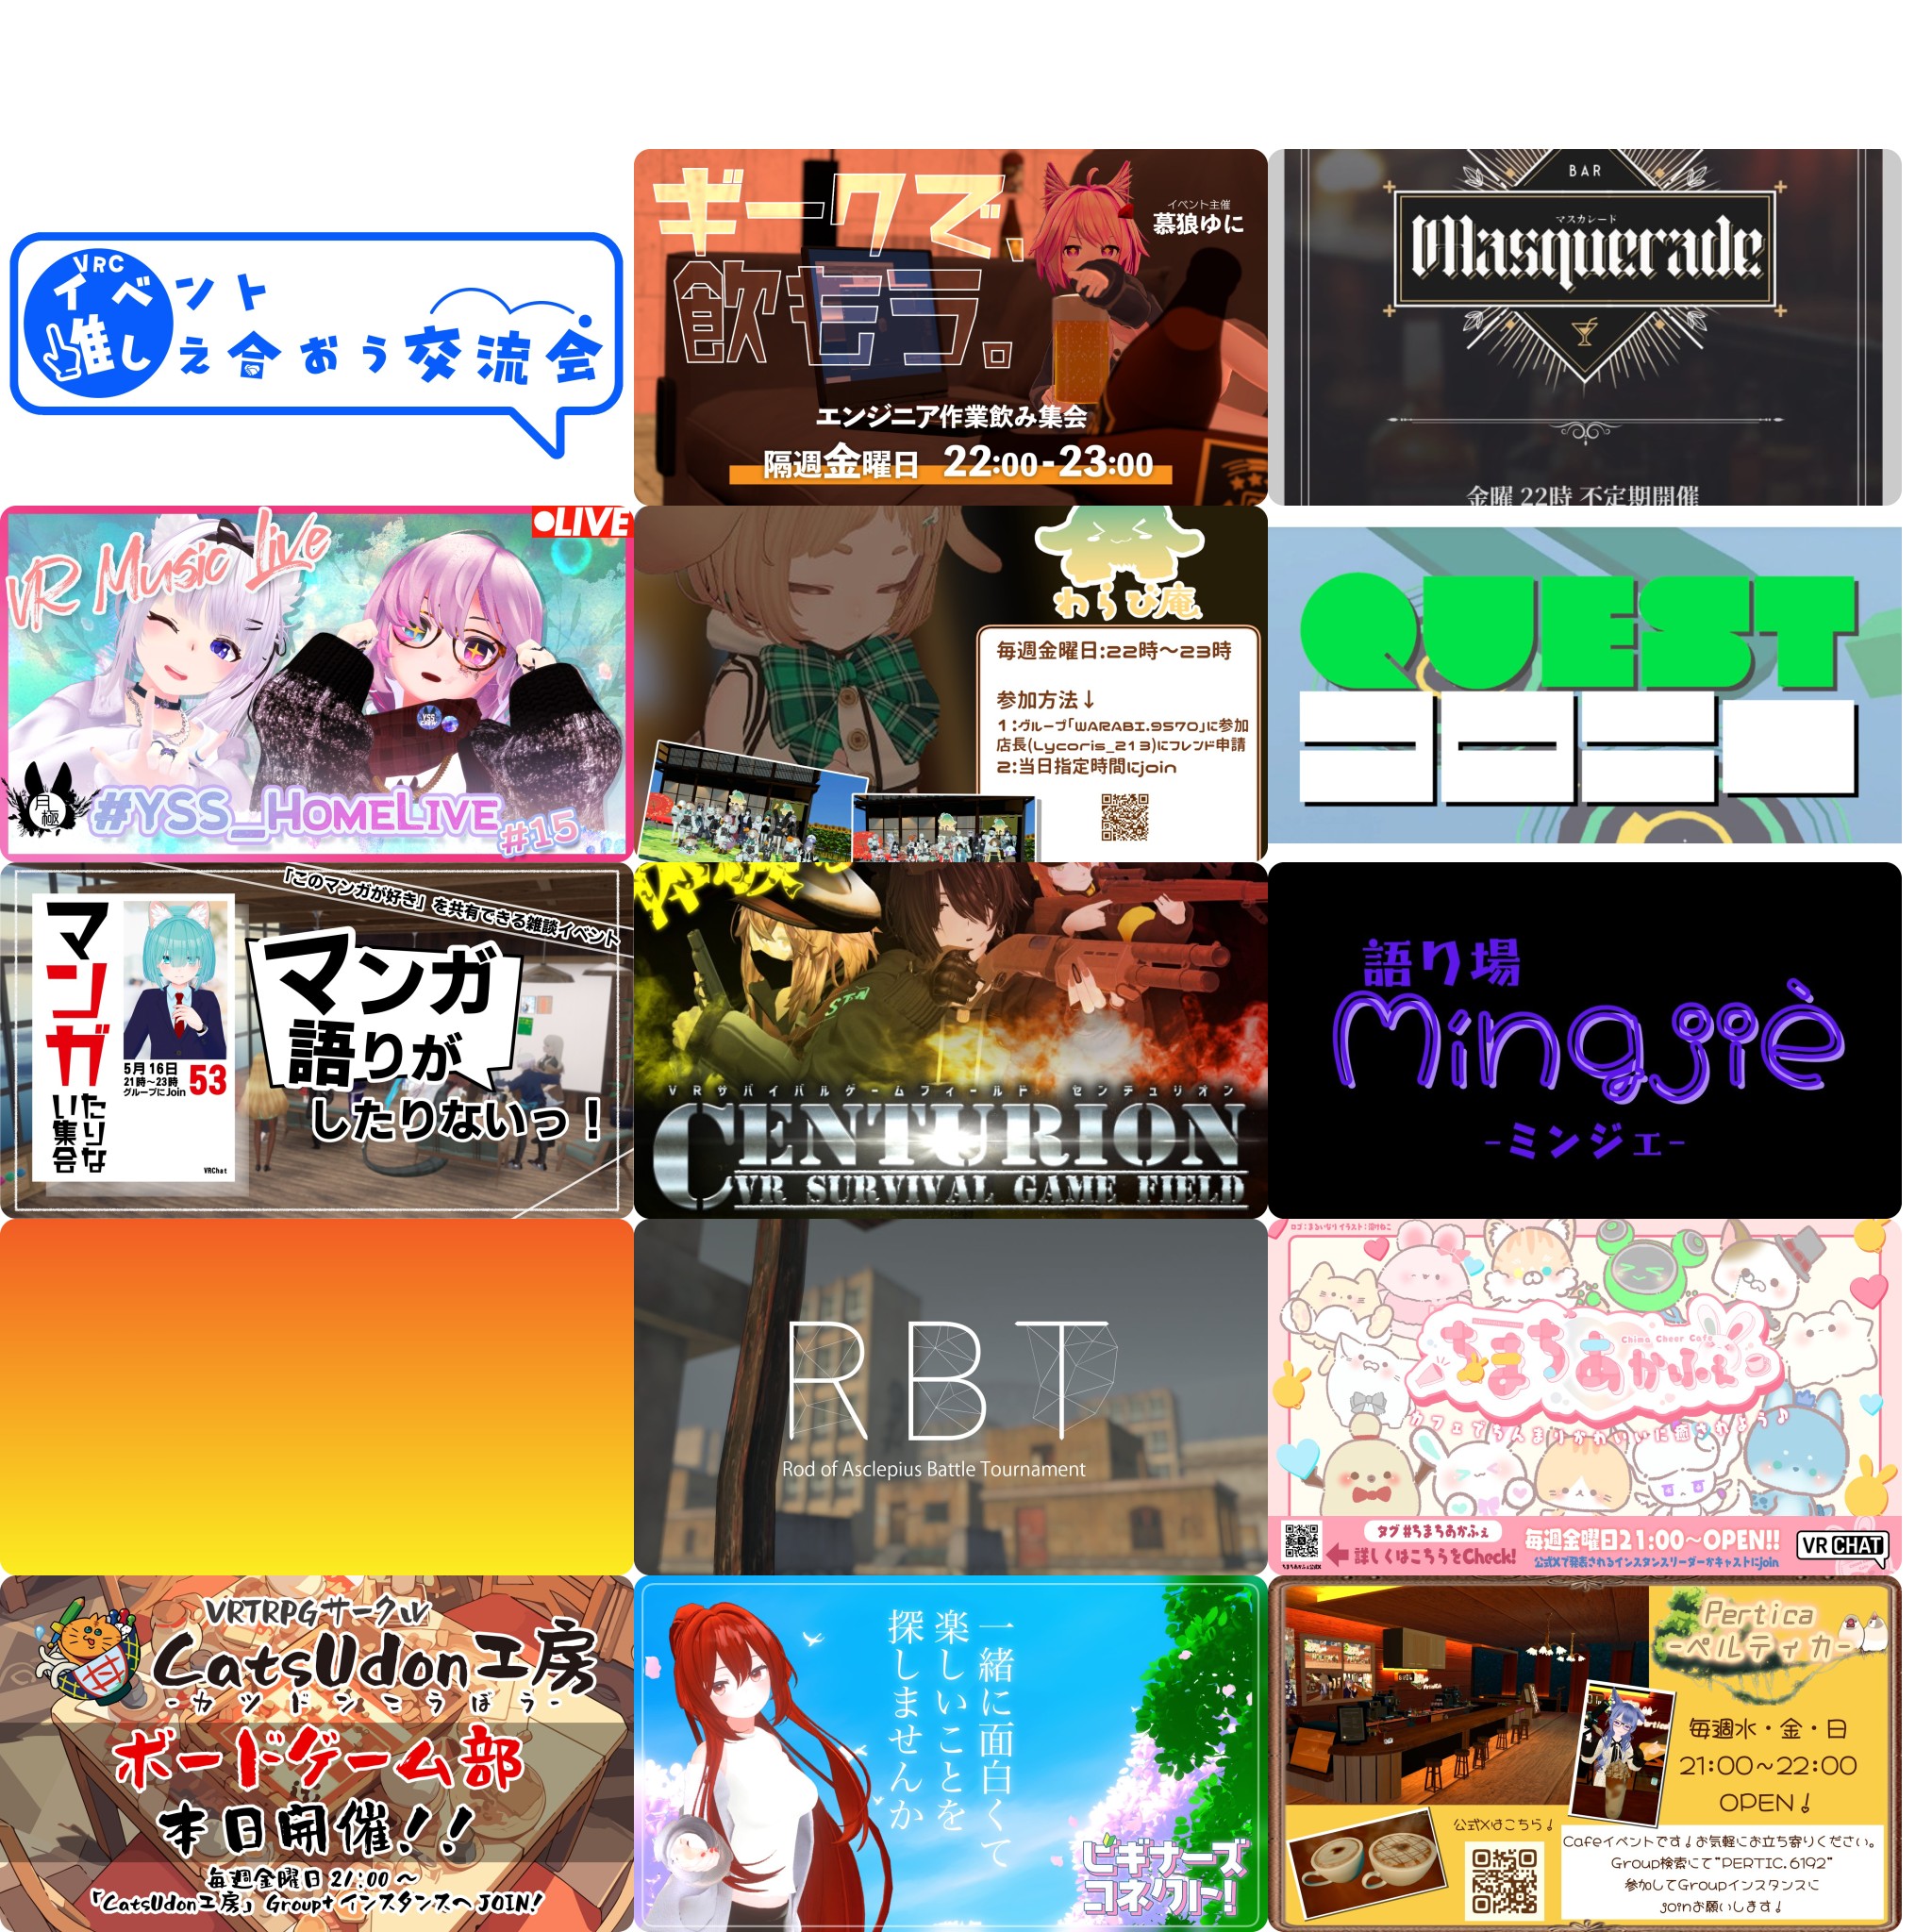 VRC
イベント
推しえ合おう交流会
ギークで、
飲もう。
イベント主催
慕狼ゆに
エンジニア作業飲み集会
隔週金曜日 22:00-23:00
BAR
マスカレード
Masquerade
金曜 22時 不定期開催
LIVE
VR Music Live
月極
#YSS_HOMELIVE
#15
わらび庵
毎週金曜日:22時〜23時
参加方法↓
1:グループ「WARABI.9570」に参加
店長(Lycoris_213)にフレンド申請
2:当日指定時間にjoin
QUEST
「このマンガが好き」を共有できる雑談イベント
マンガ
たりな
い集会
5月16日
21時〜23時
グループにJoin
53
VRChat
マンガ
語りが
したりないっ！
VRサバイバルゲームフィールド センチュリオン
CENTURION
VR SURVIVAL GAME FIELD
語り場
Mingjiè
-ミンジェ-
RBT
Rod of Asclepius Battle Tournament
Chima Cheer Cafe
ちまちあかふぇ
カフェでちんまりかわいいに癒されよう♪
タグ #ちまちあかふぇ
詳しくはこちらをCheck!
毎週金曜日21:00〜OPEN!!
公式Xで発表されるインスタンスリーダーかキャストにjoin
VRCHAT
VRTRPGサークル
CatsUdon工房
-カツドンこうぼう-
ボードゲーム部
本日開催!!
毎週金曜日 21:00 〜
「CatsUdon工房」 Group+ インスタンスへ JOIN!
一緒に面白くて
楽しいことを
探しませんか
ビギナーズ
コネクト!
Pertica
-ペルティカ-
毎週水・金・日
21:00~22:00
OPEN!
公式Xはこちら!
Cafeイベントです!お気軽にお立ち寄りください。
Group検索にて"PERTIC.6192"
参加してGroupインスタンスに
joinお願いします!